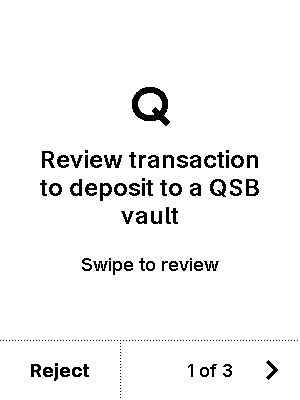 Q
Review transaction
to deposit to a QSB
vault
Swipe to review
Reject
1 of 3